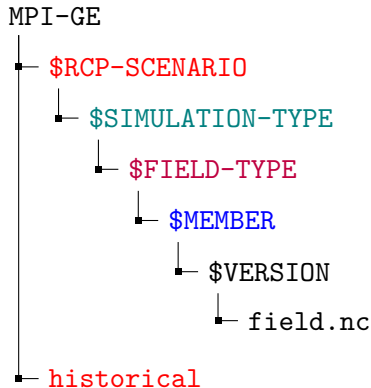 MPI-GE
$RCP-SCENARIO
$SIMULATION-TYPE
$FIELD-TYPE
$MEMBER
$VERSION
field.nc
historical